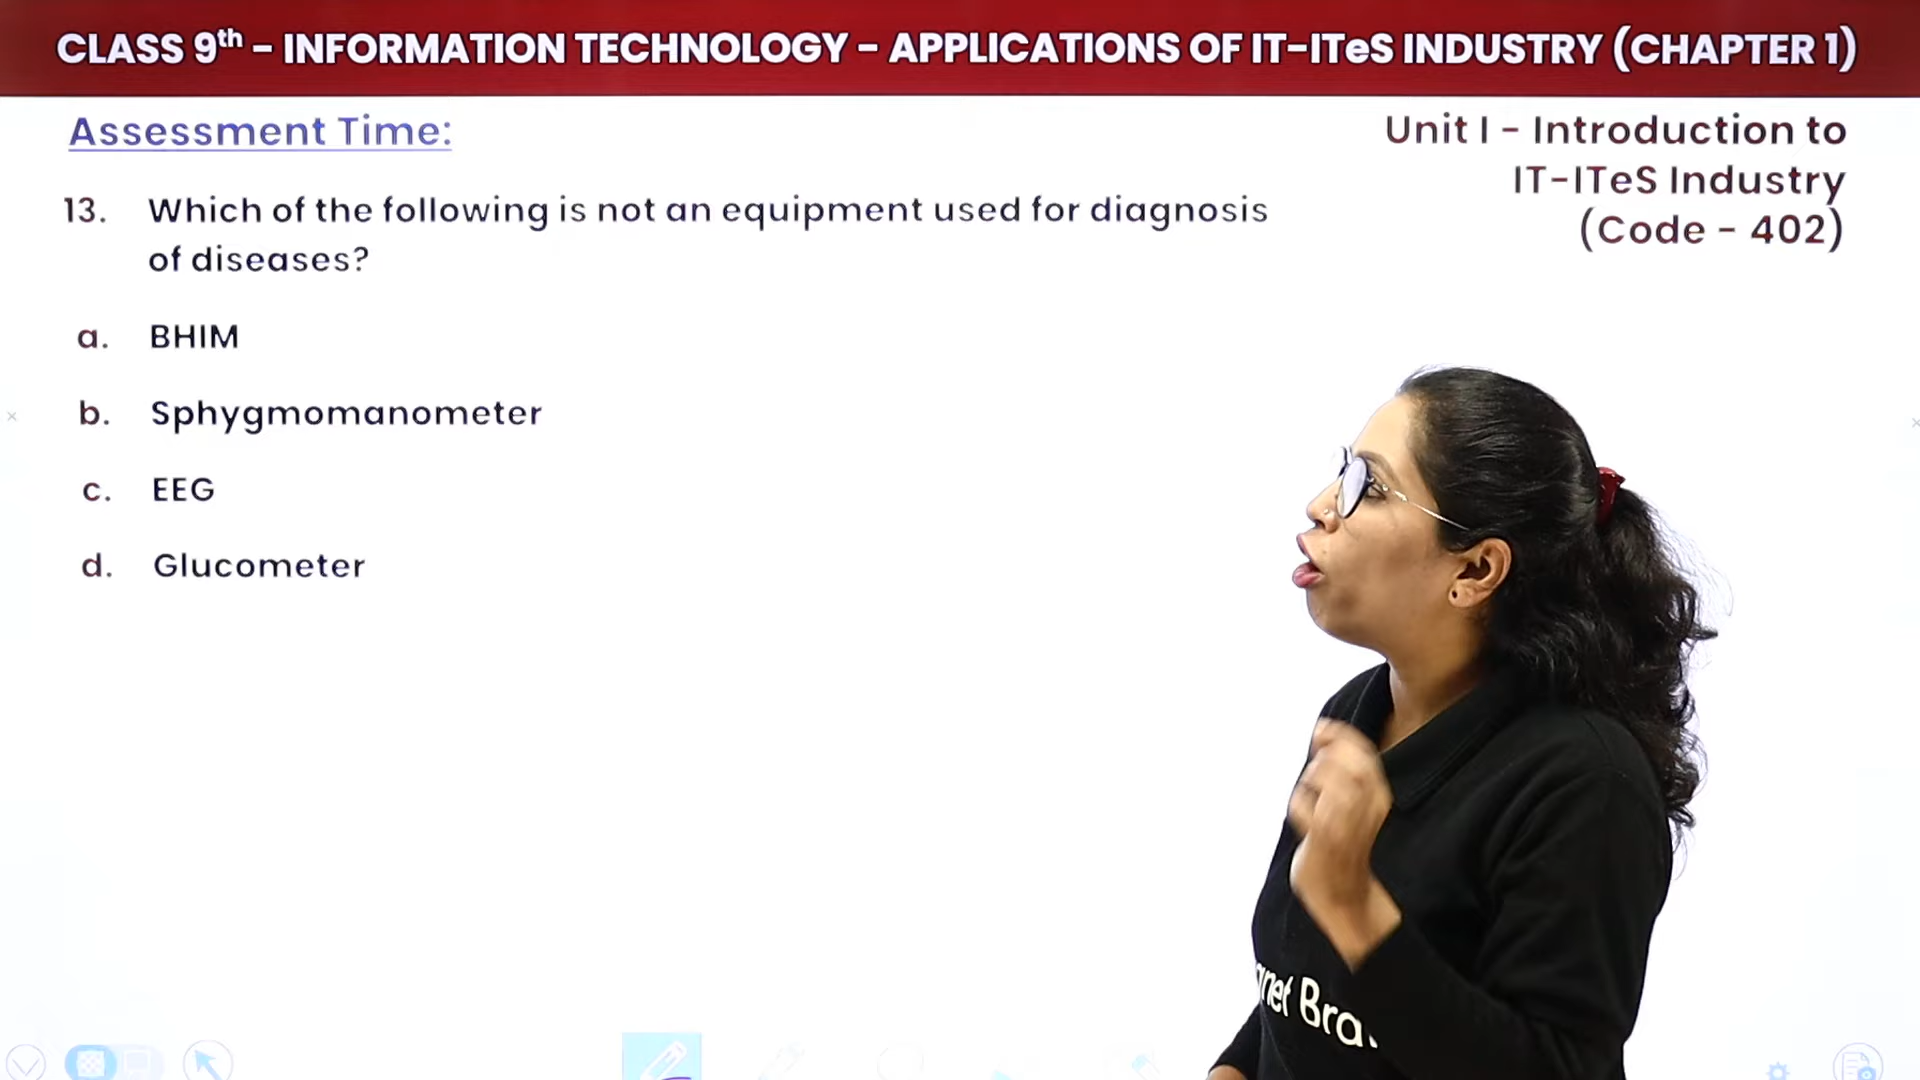 CLASS 9th - INFORMATION TECHNOLOGY - APPLICATIONS OF IT-ITeS INDUSTRY (CHAPTER 1)
Assessment Time:
Unit I - Introduction to
IT-ITeS Industry
(Code - 402)
13. Which of the following is not an equipment used for diagnosis
of diseases?
a. BHIM
b. Sphygmomanometer
c. EEG
d. Glucometer
gnet Bra